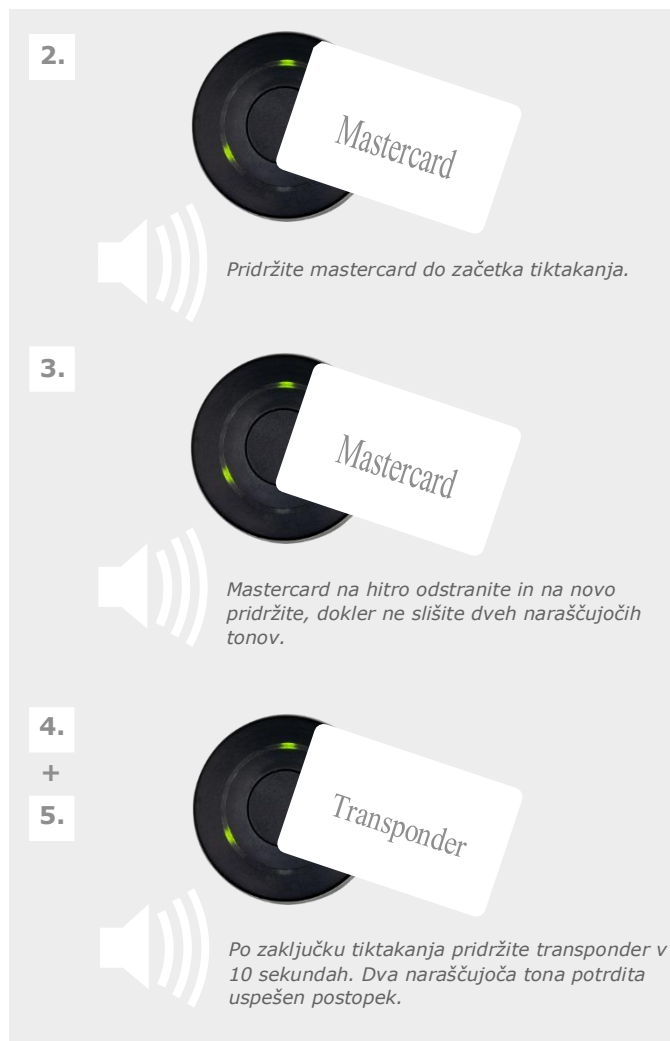 2.
Mastercard
Pridržite mastercard do začetka tiktakanja.
3.
Mastercard
Mastercard na hitro odstranite in na novo
pridržite, dokler ne slišite dveh naraščujočih
tonov.
4.
+
5.
Transponder
Po zaključku tiktakanja pridržite transponder v
10 sekundah. Dva naraščujoča tona potrdita
uspešen postopek.